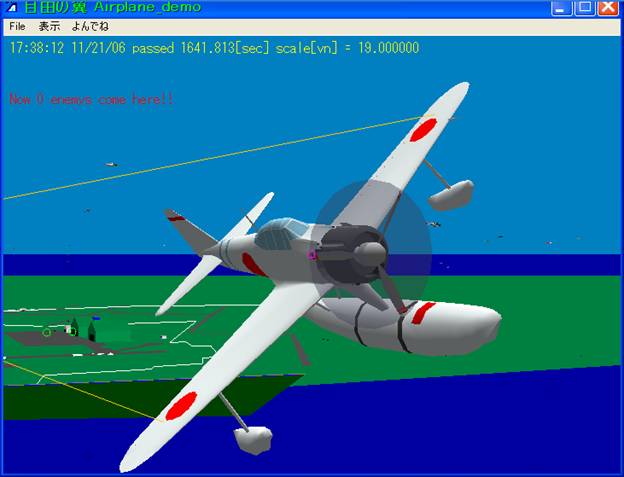 自由の翼 Airplane_demo
File 表示 よんでね
17:38:12 11/21/06 passed 1641.813[sec] scale[vn] = 19.000000
Now 0 enemys come here!!